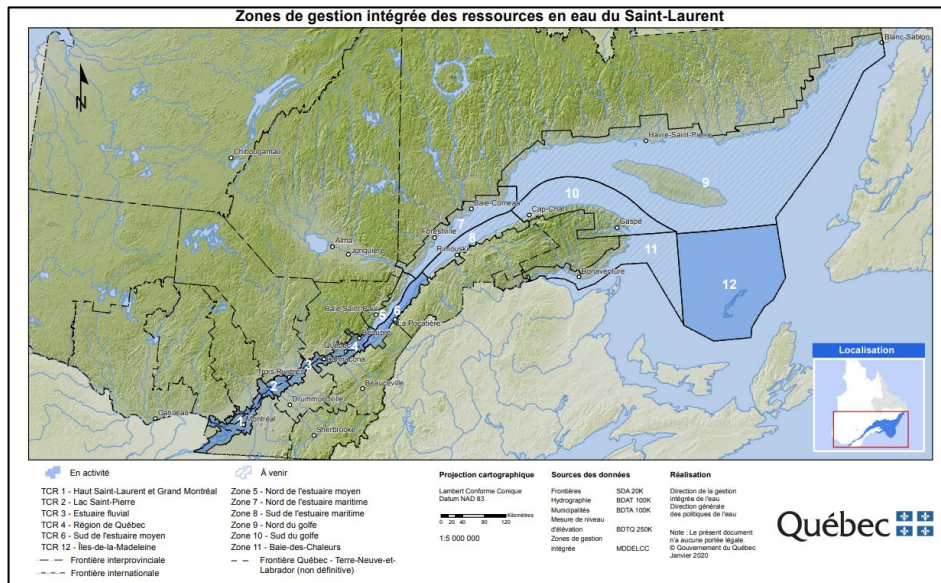 Zones de gestion intégrée des ressources en eau du Saint-Laurent
N
Blanc-Sablon
Havre-Saint-Pierre
Chibougamau
9
10
Baie-Comeau
Cap-Chat
7
Forestville
Gaspé
8
Alma
Rimouski
Jonquière
11
Bonaventure
12
Baie-Saint-Paul
5
6
La Pocatière
Beaupré
Québec
4
Donnacona
3
Trois-Rivières
2
Beauceville
Drummondville
Gatineau
1
Montréal
Sherbrooke
Localisation
En activité
À venir
TCR 1 - Haut Saint-Laurent et Grand Montréal
TCR 2 - Lac Saint-Pierre
TCR 3 - Estuaire fluvial
TCR 4 - Région de Québec
TCR 6 - Sud de l'estuaire moyen
TCR 12 - Îles-de-la-Madeleine
Frontière interprovinciale
Frontière internationale
Zone 5 - Nord de l'estuaire moyen
Zone 7 - Nord de l'estuaire maritime
Zone 8 - Sud de l'estuaire maritime
Zone 9 - Nord du golfe
Zone 10 - Sud du golfe
Zone 11 - Baie-des-Chaleurs
Frontière Québec - Terre-Neuve-et-
Labrador (non définitive)
Projection cartographique
Lambert Conforme Conique
Datum NAD 83
0 20 40 80 120 Kilomètres
1:5 000 000
Sources des données
Frontières SDA 20K
Hydrographie BDAT 100K
Municipalités BDTA 100K
Mesure de niveau
d'élévation BDTQ 250K
Zones de gestion
intégrée MDDELCC
Réalisation
Direction de la gestion
intégrée de l'eau
Direction générale
des politiques de l'eau
Note : Le présent document
n'a aucune portée légale.
© Gouvernement du Québec
Janvier 2020
Québec